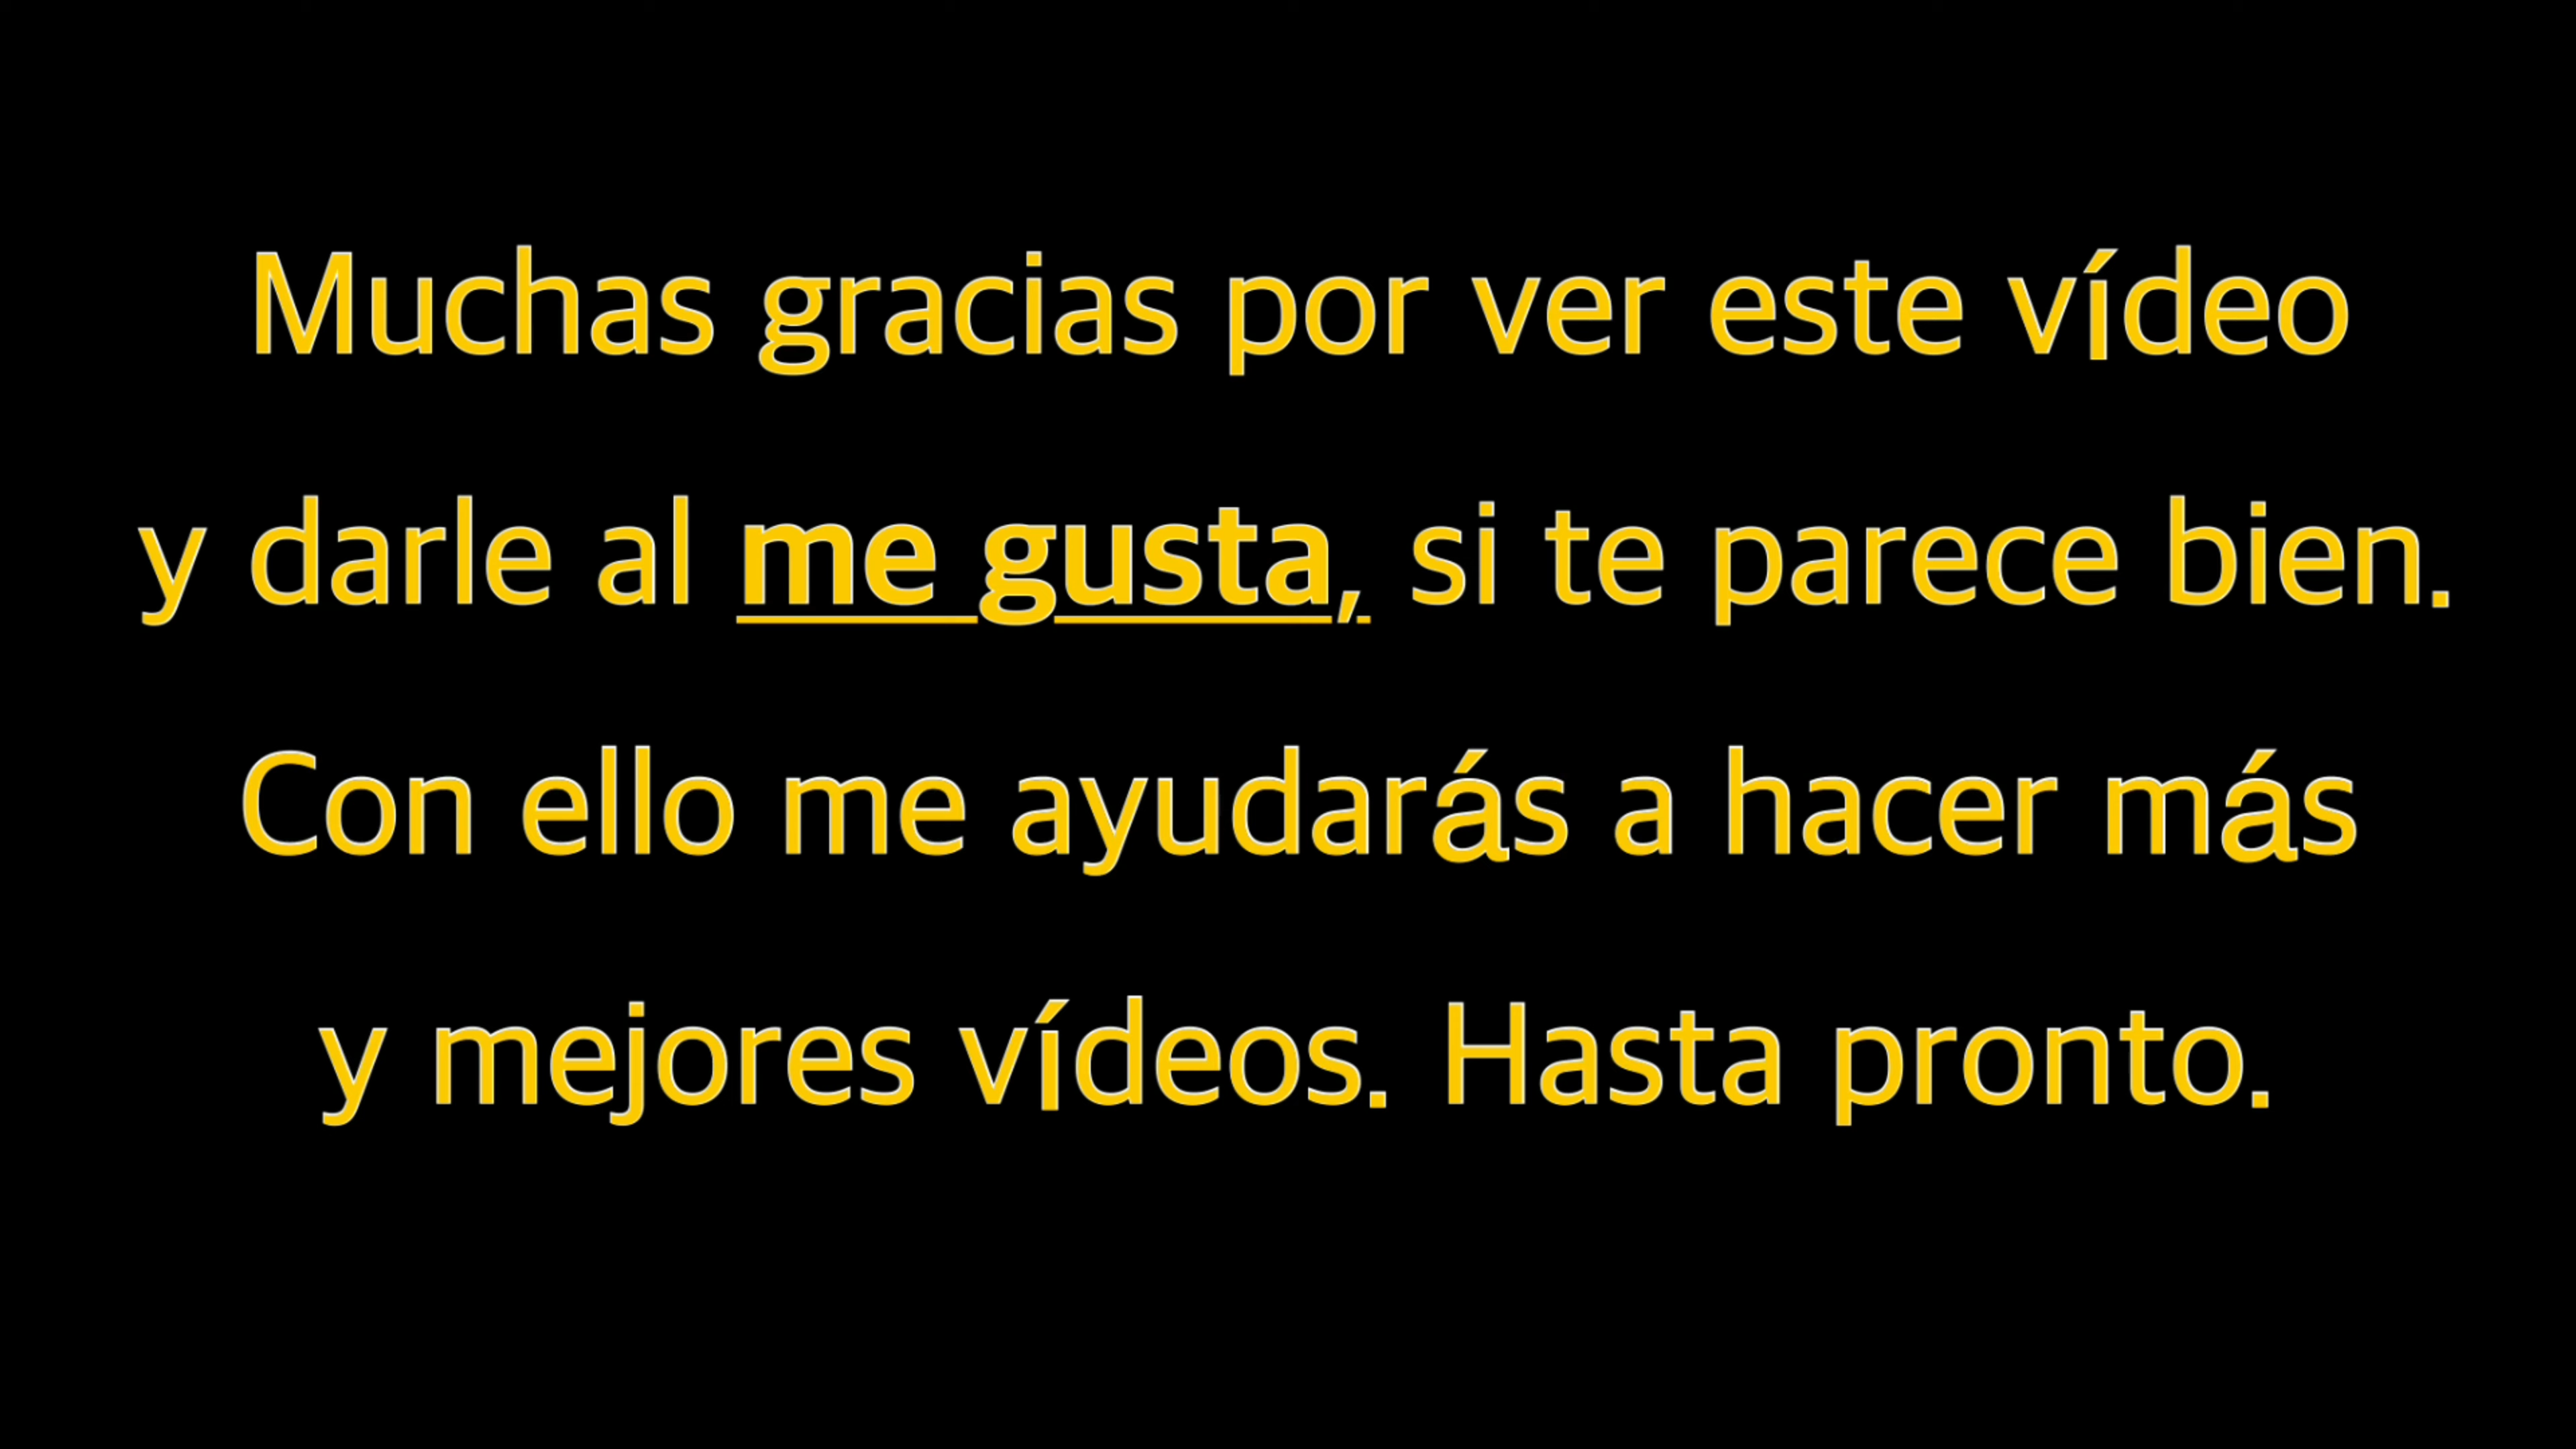 Muchas gracias por ver este vídeo
y darle al me gusta, si te parece bien.
Con ello me ayudarás a hacer más
y mejores vídeos. Hasta pronto.